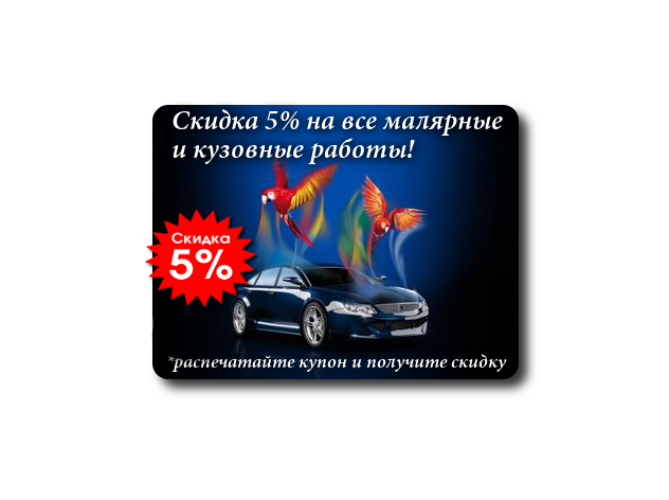 Скидка 5% на все малярные
и кузовные работы!
Скидка
5%
*распечатайте купон и получите скидку